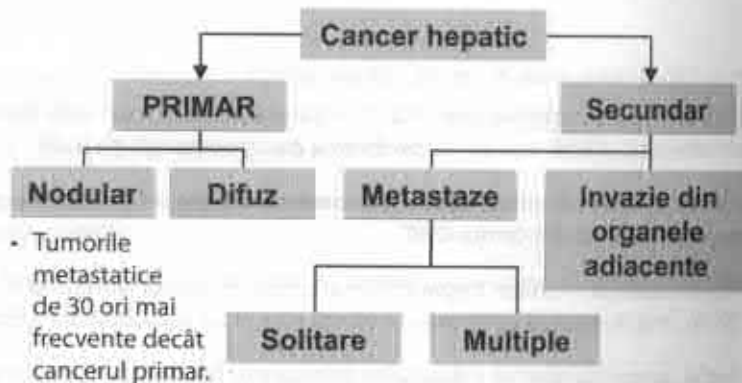 Cancer hepatic
PRIMAR
Secundar
Nodular
Difuz
Metastaze
Invazie din
organele
adiacente
• Tumorile
metastatice
de 30 ori mai
frecvente decât
cancerul primar.
Solitare
Multiple